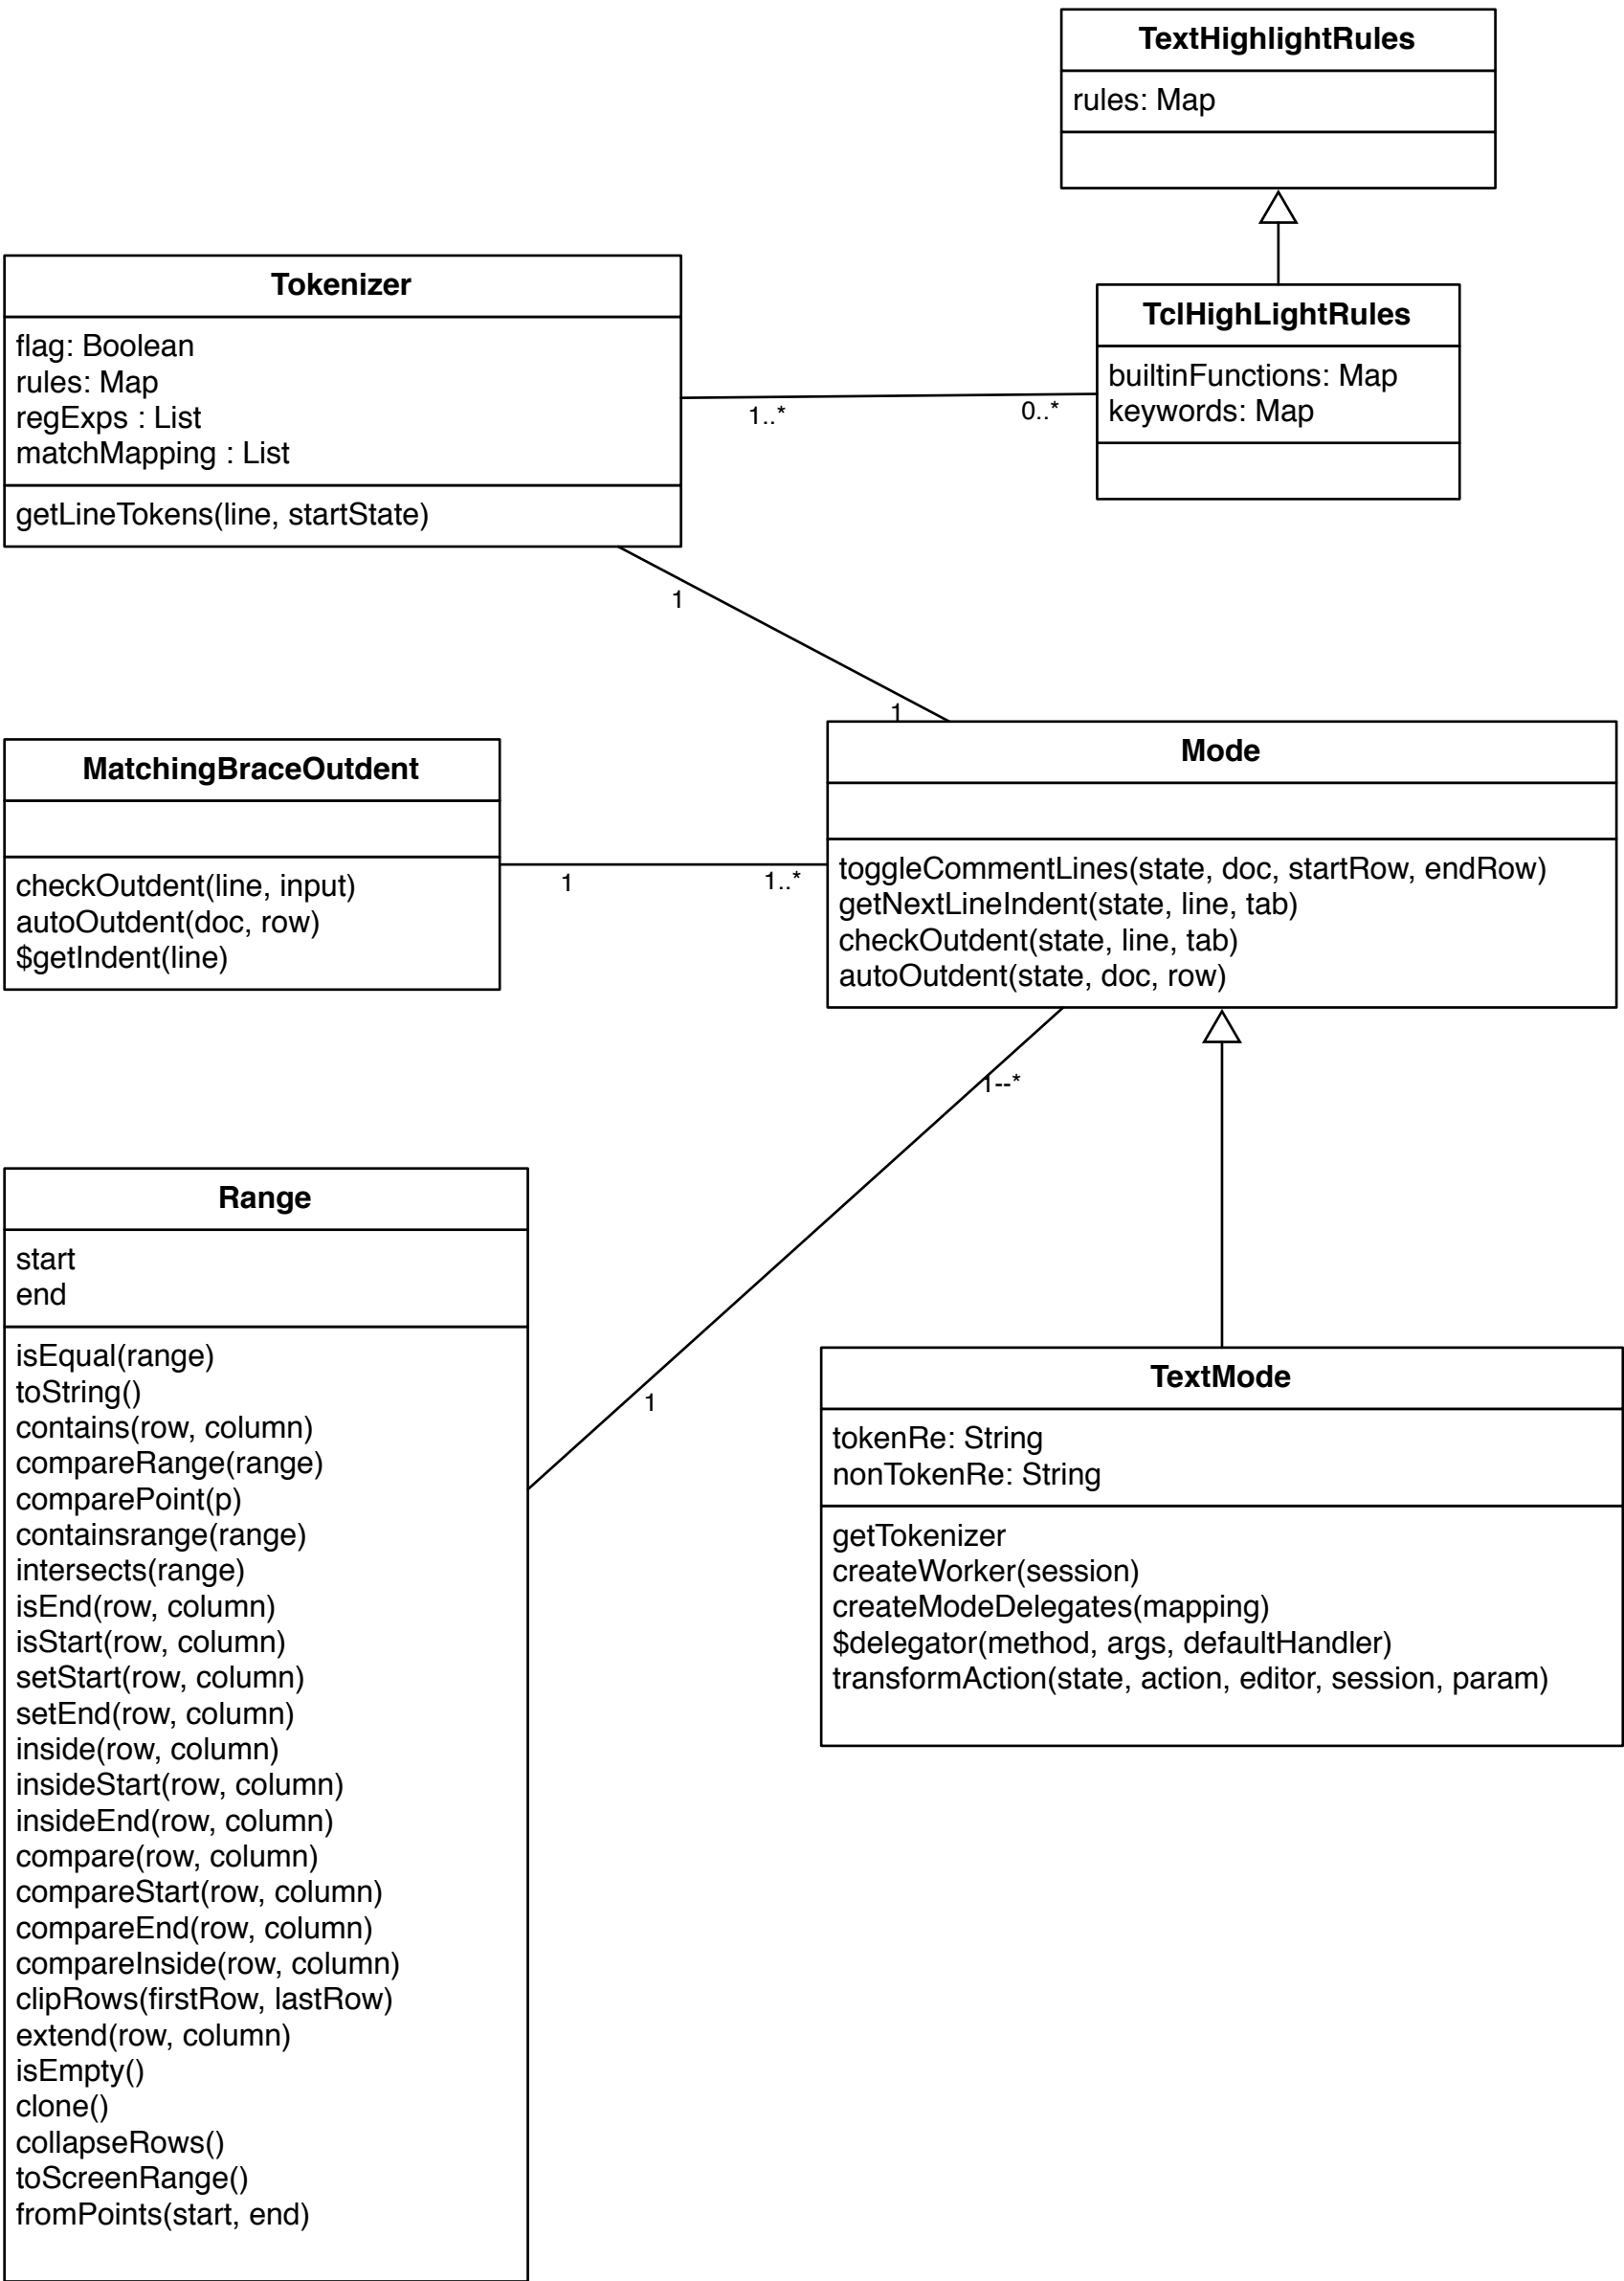 TextHighlightRules
rules: Map
Tokenizer
flag: Boolean
rules: Map
regExps : List
matchMapping : List
getLineTokens(line, startState)
TclHighLightRules
builtinFunctions: Map
keywords: Map
1..*
0..*
1
1
MatchingBraceOutdent
checkOutdent(line, input)
autoOutdent(doc, row)
$getIndent(line)
1
1..*
Mode
toggleCommentLines(state, doc, startRow, endRow)
getNextLineIndent(state, line, tab)
checkOutdent(state, line, tab)
autoOutdent(state, doc, row)
1--*
1
Range
start
end
isEqual(range)
toString()
contains(row, column)
compareRange(range)
comparePoint(p)
containsrange(range)
intersects(range)
isEnd(row, column)
isStart(row, column)
setStart(row, column)
setEnd(row, column)
inside(row, column)
insideStart(row, column)
insideEnd(row, column)
compare(row, column)
compareStart(row, column)
compareEnd(row, column)
compareInside(row, column)
clipRows(firstRow, lastRow)
extend(row, column)
isEmpty()
clone()
collapseRows()
toScreenRange()
fromPoints(start, end)
TextMode
tokenRe: String
nonTokenRe: String
getTokenizer
createWorker(session)
createModeDelegates(mapping)
$delegator(method, args, defaultHandler)
transformAction(state, action, editor, session, param)